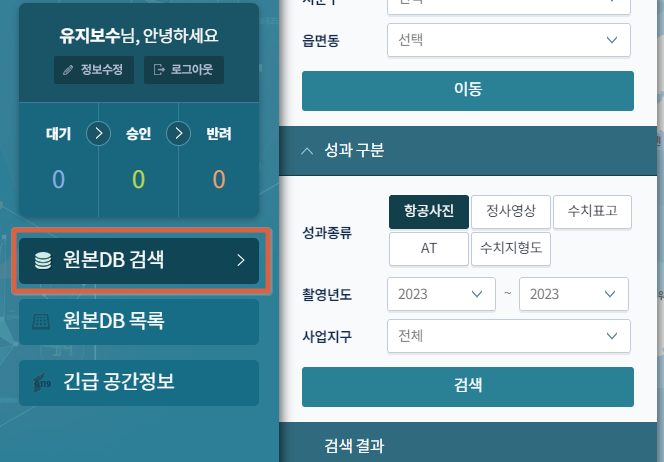 유지보수님, 안녕하세요
정보수정 로그아웃
대기 승인 반려
0 0 0
원본DB 검색
원본DB 목록
119 긴급 공간정보
읍면동 선택
이동
성과 구분
성과종류 항공사진 정사영상 수치표고
AT 수치지형도
촬영년도 2023 ~ 2023
사업지구 전체
검색
검색 결과